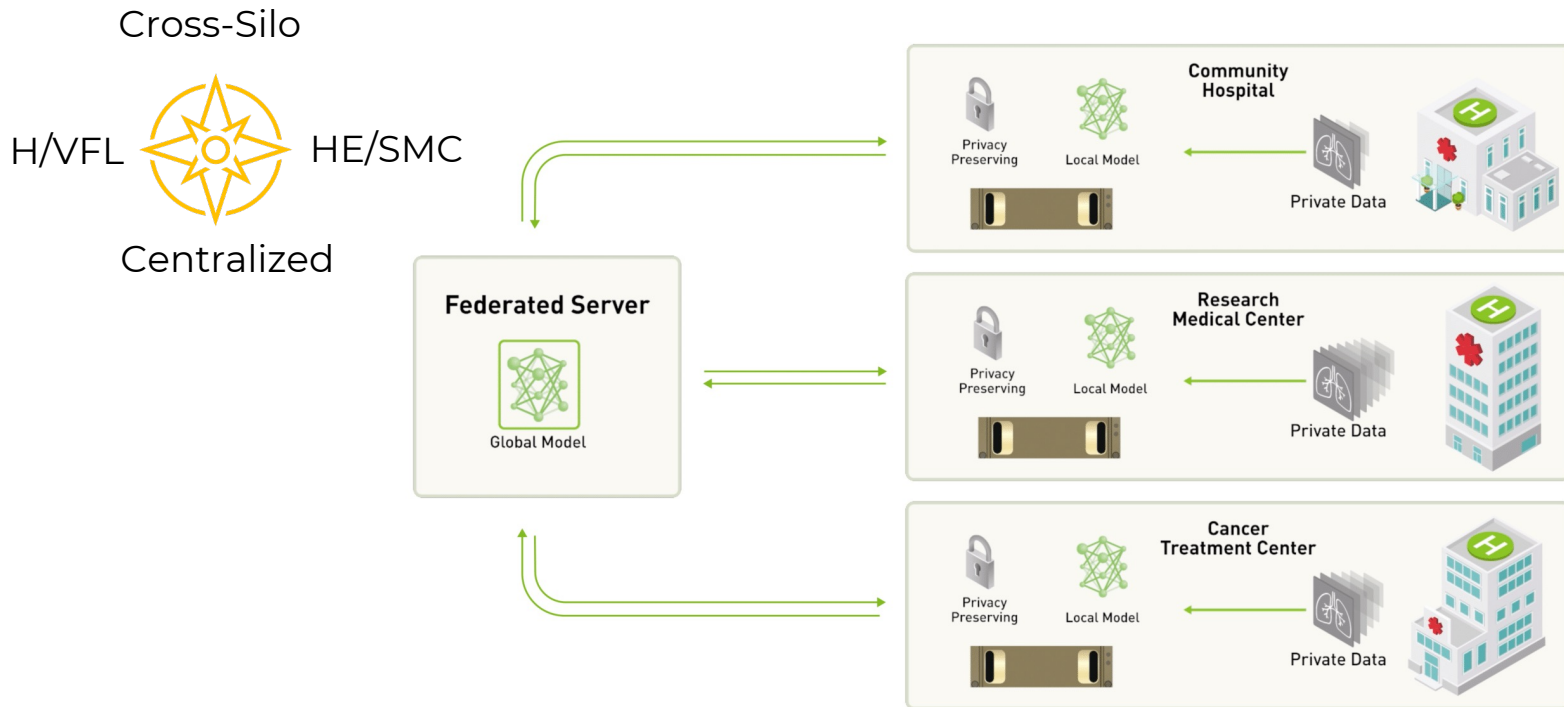 Cross-Silo
H/VFL
HE/SMC
Centralized
Federated Server
Global Model
Community
Hospital
Privacy
Preserving
Local Model
Private Data
H
Research
Medical Center
Privacy
Preserving
Local Model
Private Data
H
Cancer
Treatment Center
Privacy
Preserving
Local Model
Private Data
H